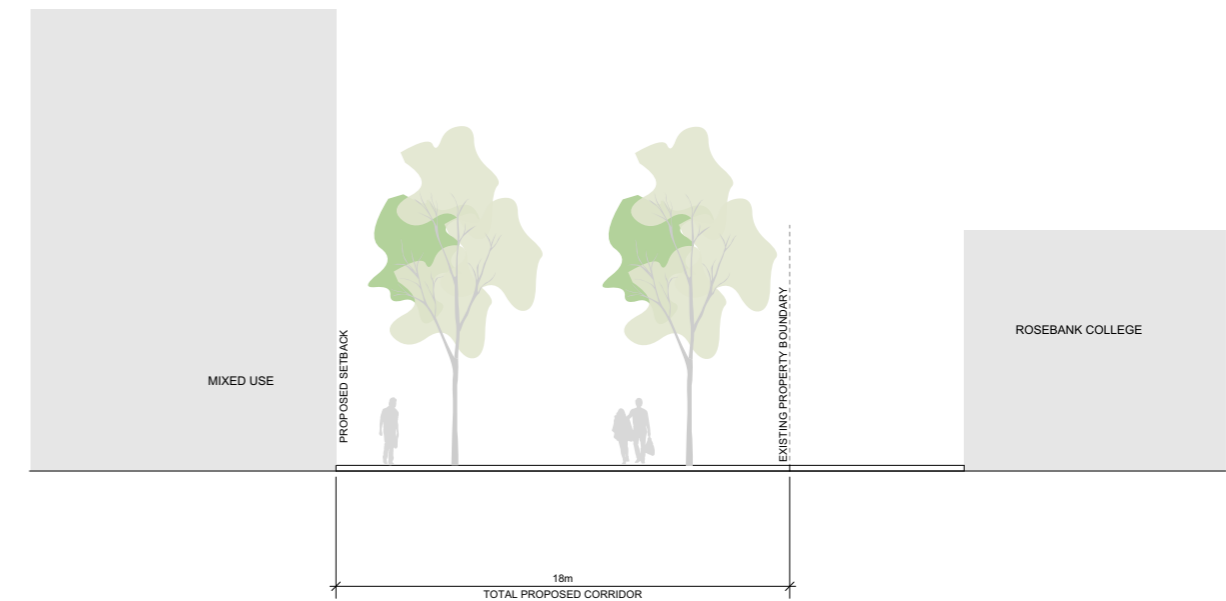 MIXED USE
PROPOSED SETBACK
EXISTING PROPERTY BOUNDARY
ROSEBANK COLLEGE
18m
TOTAL PROPOSED CORRIDOR